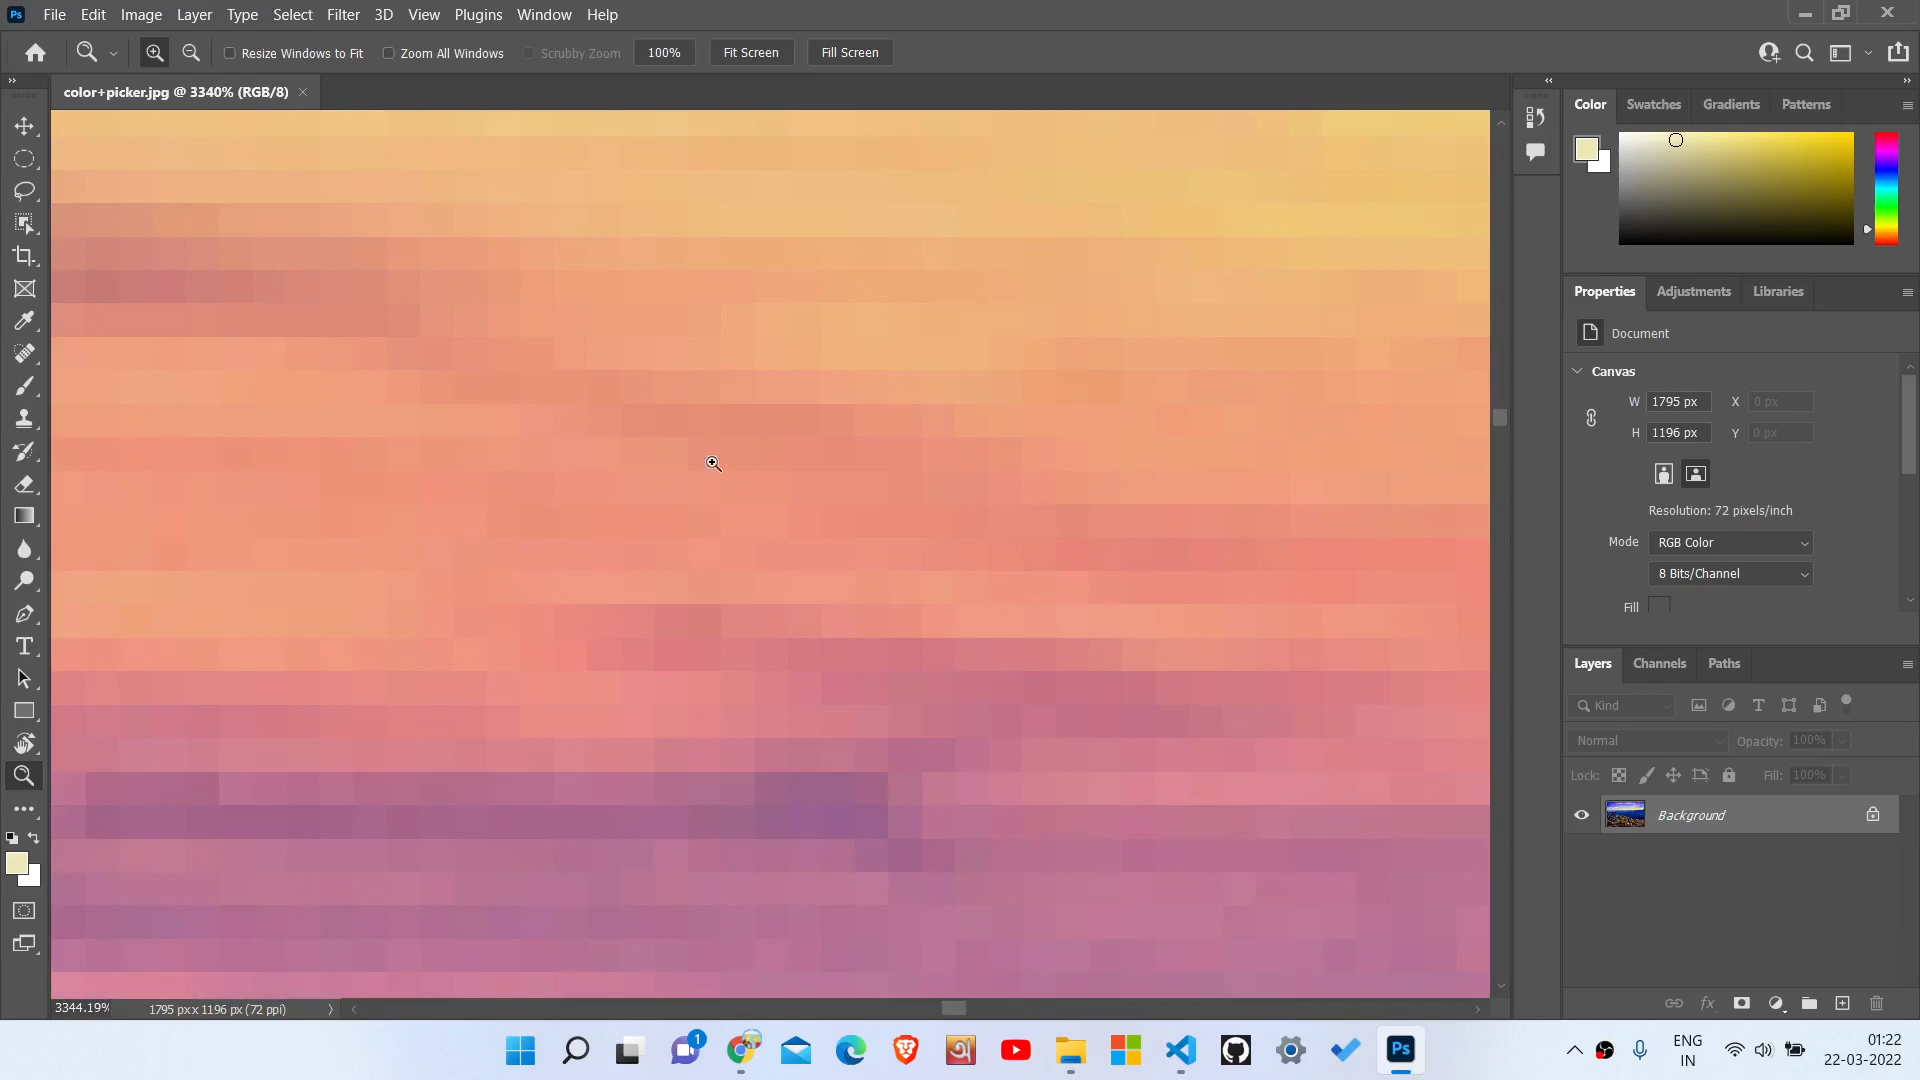 Ps File Edit Image Layer Type Select Filter 3D View Plugins Window Help
Resize Windows to Fit Zoom All Windows Scrubby Zoom 100% Fit Screen Fill Screen
color+picker.jpg @ 3340% (RGB/8)
Color Swatches Gradients Patterns
Properties Adjustments Libraries
Document
Canvas
W 1795 px X 0 px
H 1196 px Y 0 px
Resolution: 72 pixels/inch
Mode RGB Color
8 Bits/Channel
Fill
Layers Channels Paths
Kind
Normal Opacity: 100%
Lock: Fill: 100%
Background
3344.19% 1795 px x 1196 px (72 ppi)
1
अ
Ps
ENG
IN
01:22
22-03-2022